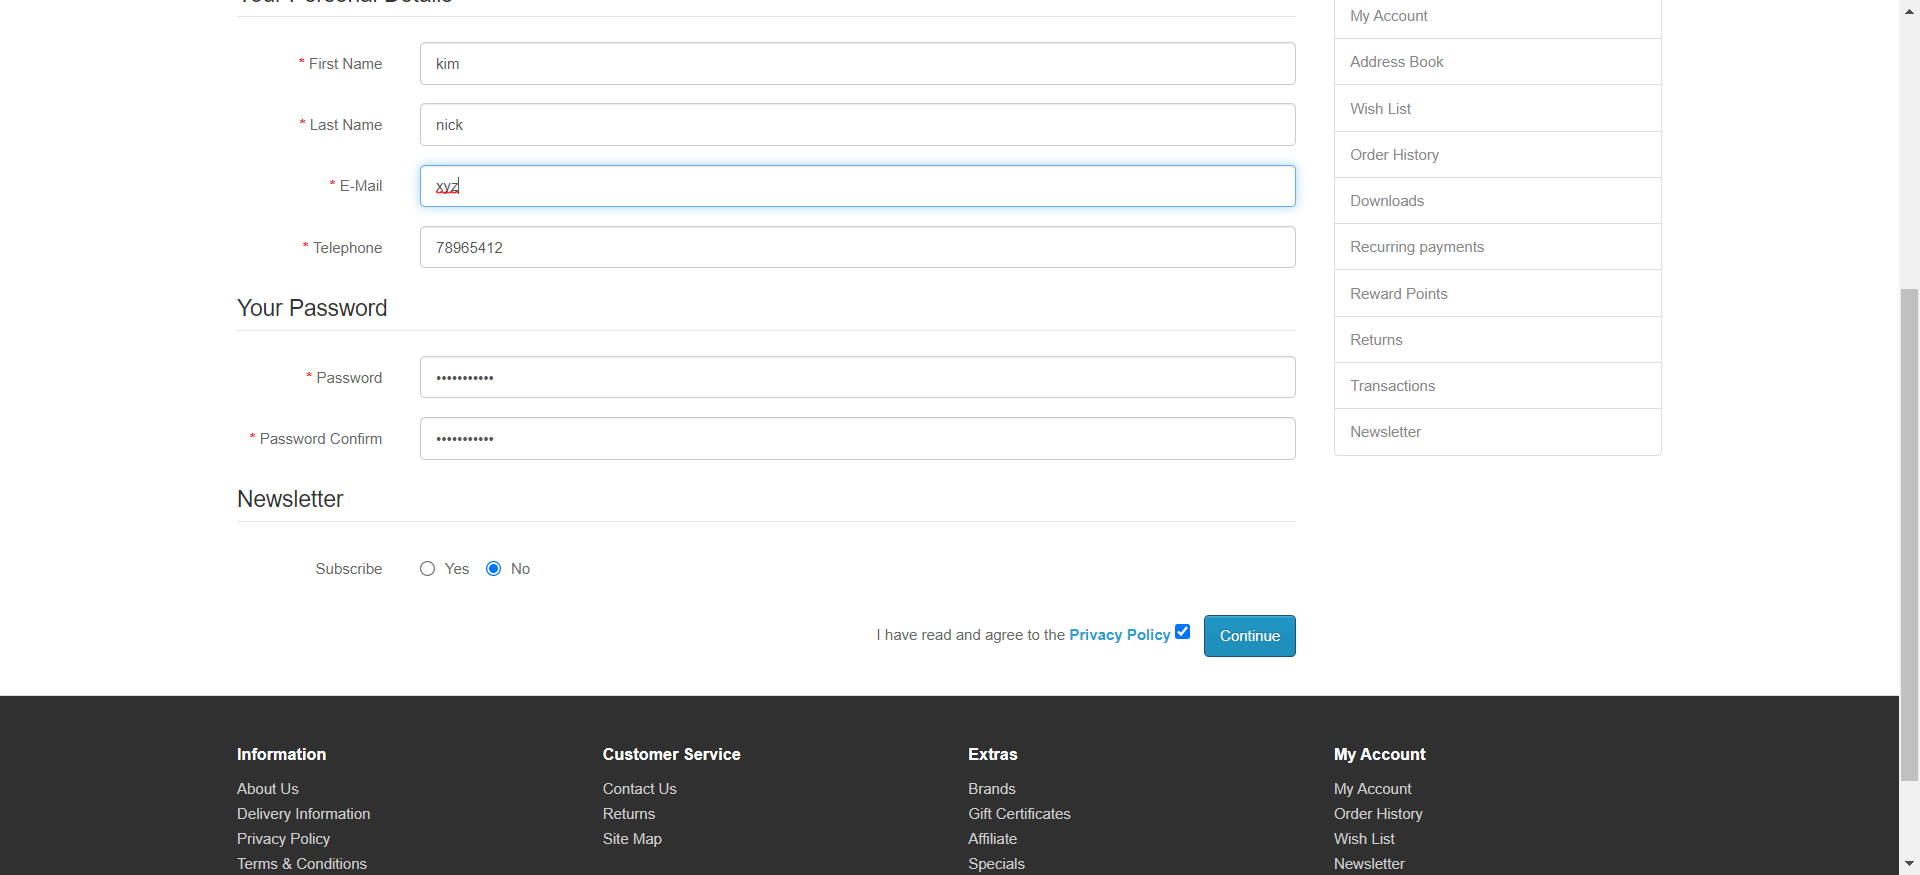 Your Personal Details
* First Name
kim
* Last Name
nick
* E-Mail
xyz
* Telephone
78965412
Your Password
* Password
•••••••••••
* Password Confirm
•••••••••••
Newsletter
Subscribe
Yes
No
I have read and agree to the Privacy Policy
Continue
My Account
Address Book
Wish List
Order History
Downloads
Recurring payments
Reward Points
Returns
Transactions
Newsletter
Information
About Us
Delivery Information
Privacy Policy
Terms & Conditions
Customer Service
Contact Us
Returns
Site Map
Extras
Brands
Gift Certificates
Affiliate
Specials
My Account
My Account
Order History
Wish List
Newsletter